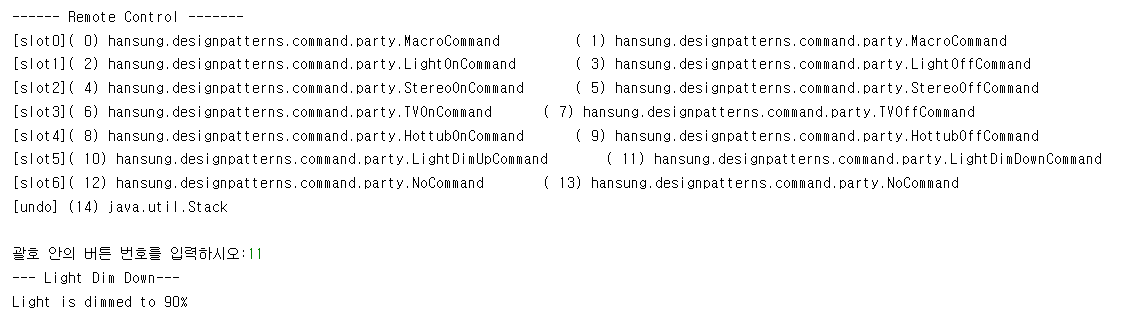 ------ Remote Control -------
[slot0]( 0) hansung.designpatterns.command.party.MacroCommand ( 1) hansung.designpatterns.command.party.MacroCommand
[slot1]( 2) hansung.designpatterns.command.party.LightOnCommand ( 3) hansung.designpatterns.command.party.LightOffCommand
[slot2]( 4) hansung.designpatterns.command.party.StereoOnCommand ( 5) hansung.designpatterns.command.party.StereoOffCommand
[slot3]( 6) hansung.designpatterns.command.party.TVOnCommand ( 7) hansung.designpatterns.command.party.TVOffCommand
[slot4]( 8) hansung.designpatterns.command.party.HottubOnCommand ( 9) hansung.designpatterns.command.party.HottubOffCommand
[slot5]( 10) hansung.designpatterns.command.party.LightDimUpCommand ( 11) hansung.designpatterns.command.party.LightDimDownCommand
[slot6]( 12) hansung.designpatterns.command.party.NoCommand ( 13) hansung.designpatterns.command.party.NoCommand
[undo] (14) java.util.Stack
괄호 안의 버튼 번호를 입력하시오:11
--- Light Dim Down---
Light is dimmed to 90%